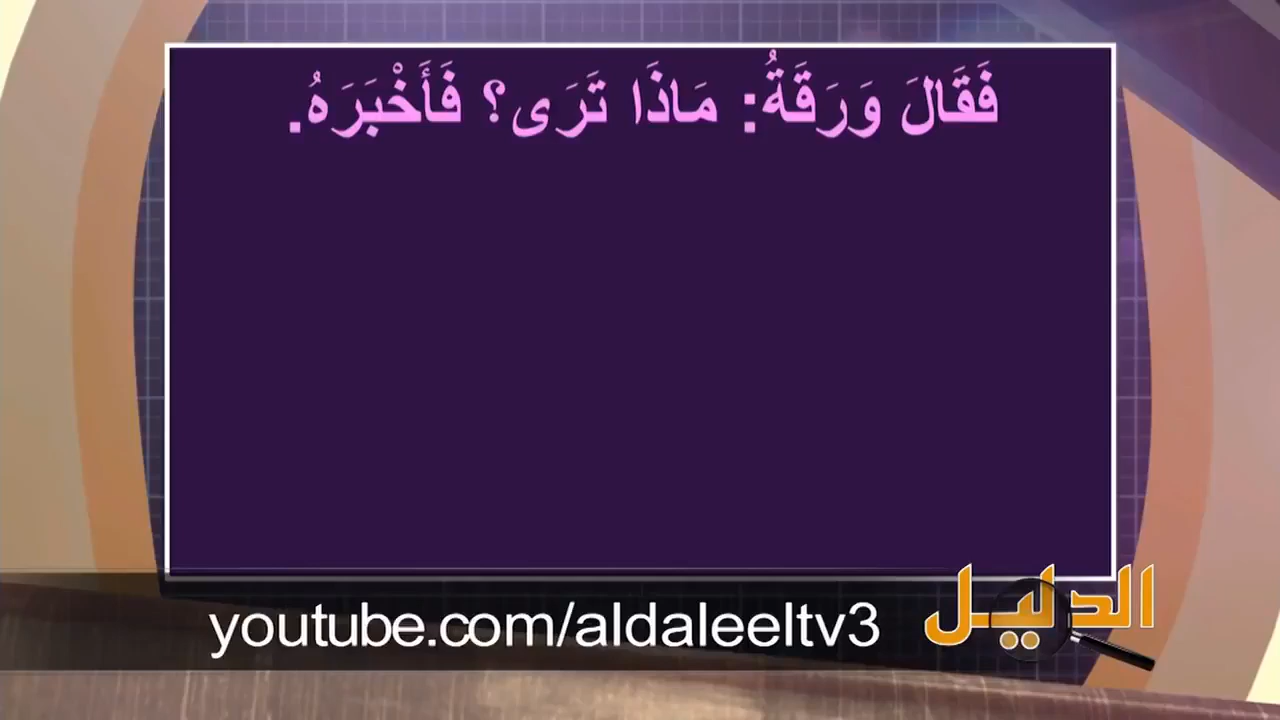 فَقَالَ وَرَقَةُ: مَاذَا تَرَى؟ فَأَخْبَرَهُ.
youtube.com/aldaleeltv3
الدليل